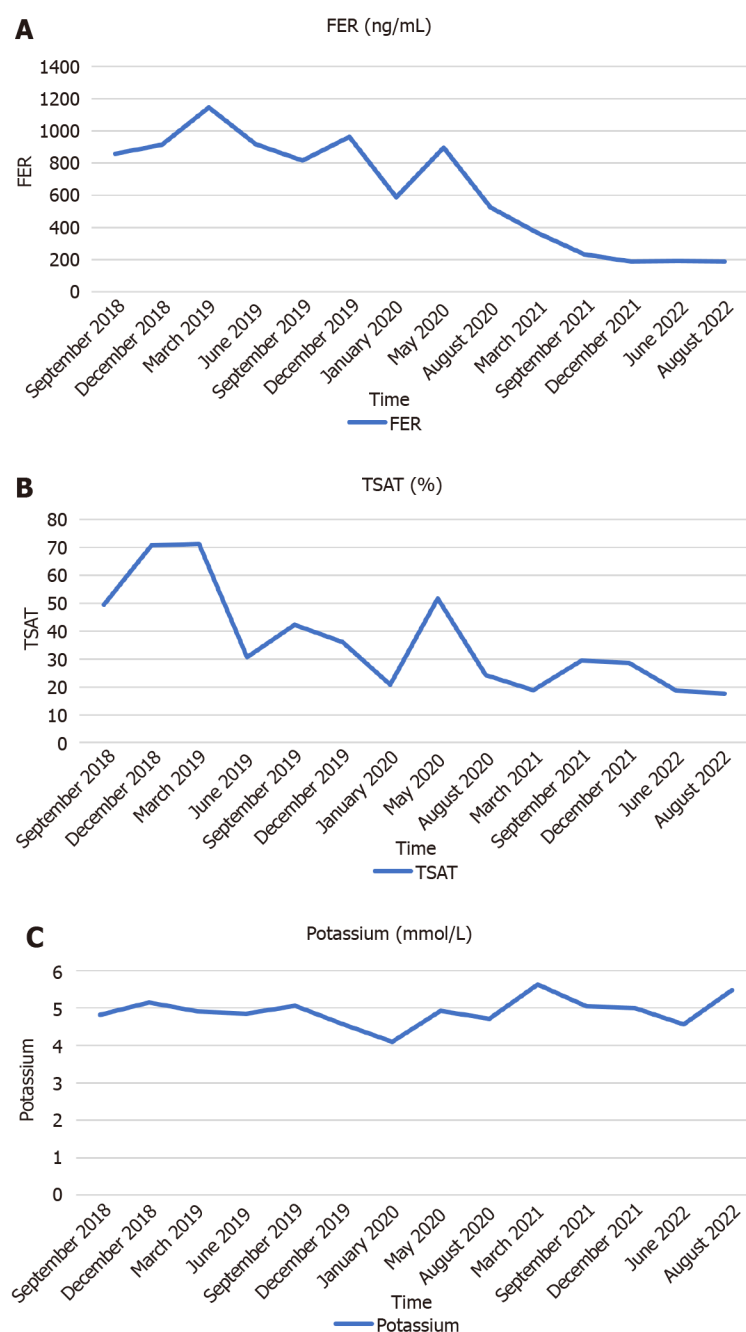 A
FER (ng/mL)
1400
1200
1000
800
600
400
200
0
FER
September 2018
December 2018
March 2019
June 2019
September 2019
December 2019
January 2020
May 2020
August 2020
March 2021
September 2021
December 2021
June 2022
August 2022
Time
FER
B
TSAT (%)
80
70
60
50
40
30
20
10
0
TSAT
September 2018
December 2018
March 2019
June 2019
September 2019
December 2019
January 2020
May 2020
August 2020
March 2021
September 2021
December 2021
June 2022
August 2022
Time
TSAT
C
Potassium (mmol/L)
6
5
4
3
2
1
0
Potassium
September 2018
December 2018
March 2019
June 2019
September 2019
December 2019
January 2020
May 2020
August 2020
March 2021
September 2021
December 2021
June 2022
August 2022
Time
Potassium